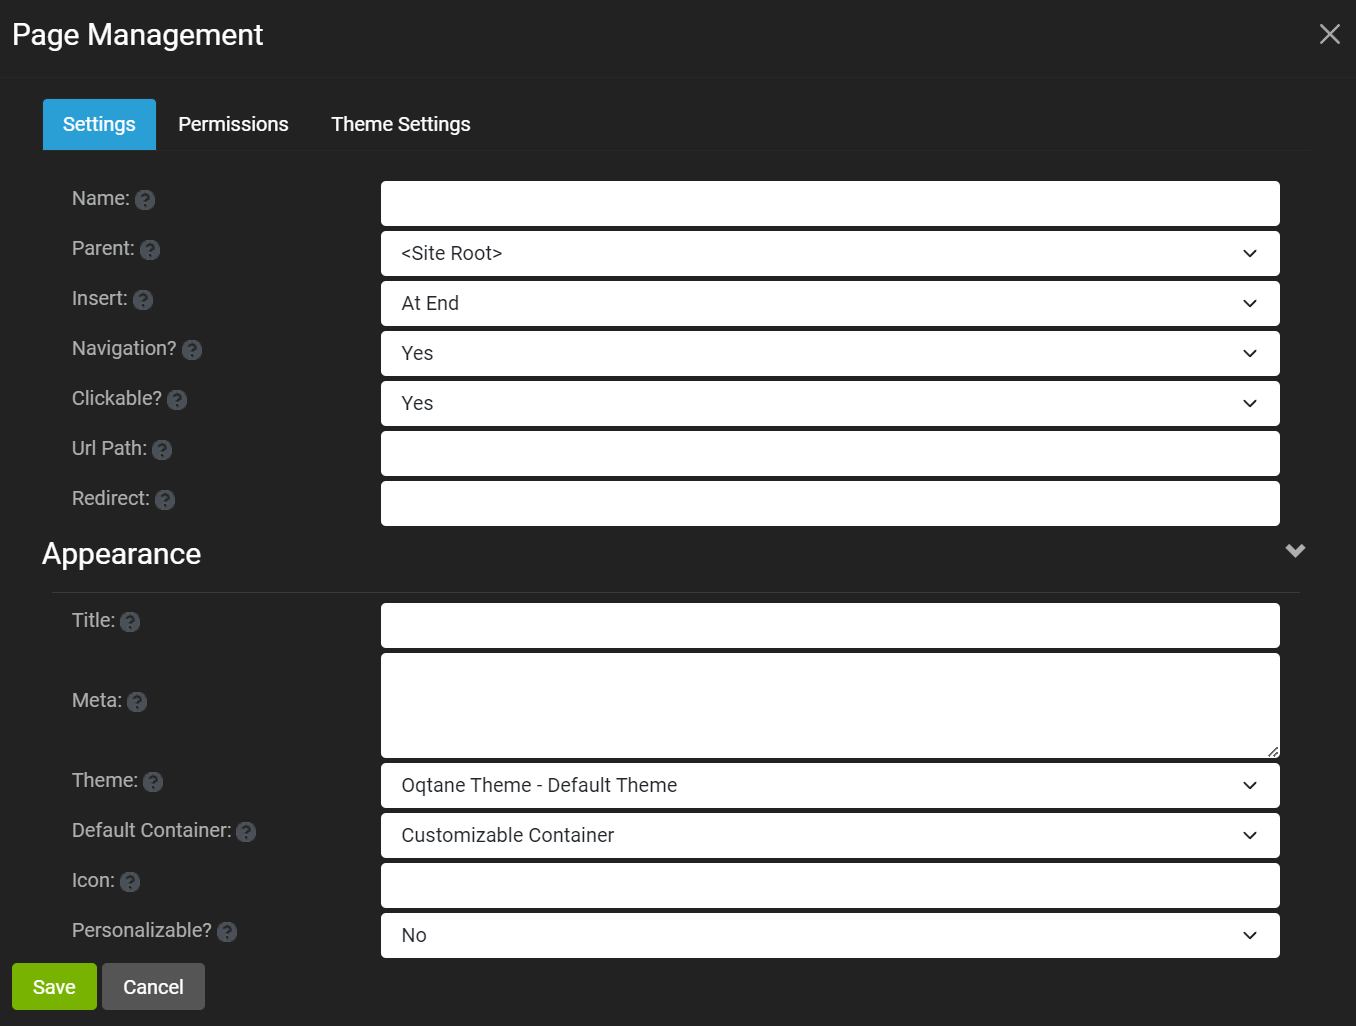 Page Management
Settings Permissions Theme Settings
Name:
Parent: <Site Root>
Insert: At End
Navigation? Yes
Clickable? Yes
Url Path:
Redirect:
Appearance
Title:
Meta:
Theme: Oqtane Theme - Default Theme
Default Container: Customizable Container
Icon:
Personalizable? No
Save Cancel